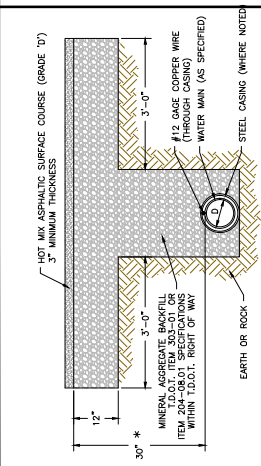 HOT MIX ASPHALTIC SURFACE COURSE (GRADE 'D')
3" MINIMUM THICKNESS
12"
30" *
3'-0"
3'-0"
MINERAL AGGREGATE BACKFILL
T.D.O.T. ITEM 303-01 OR
ITEM 204-08.01 SPECIFICATIONS
WITHIN T.D.O.T. RIGHT OF WAY
#12 GAGE COPPER WIRE
(THROUGH CASING)
WATER MAIN (AS SPECIFIED)
STEEL CASING (WHERE NOTED)
D
EARTH OR ROCK